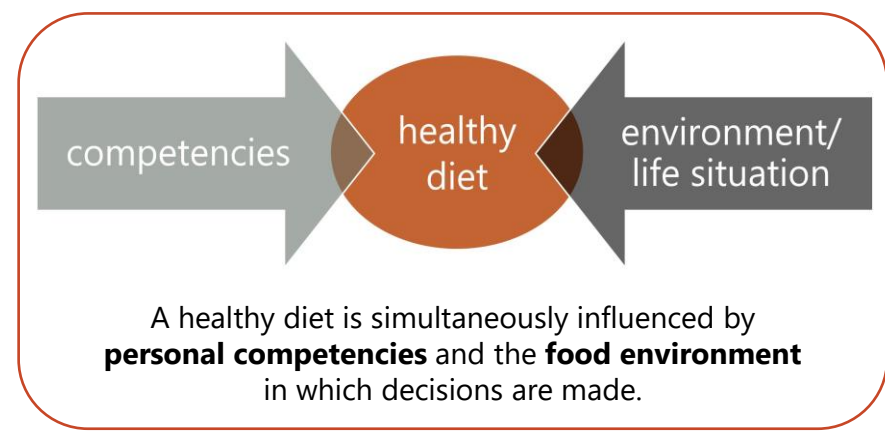 competencies
healthy
diet
environment/
life situation
A healthy diet is simultaneously influenced by
personal competencies and the food environment
in which decisions are made.